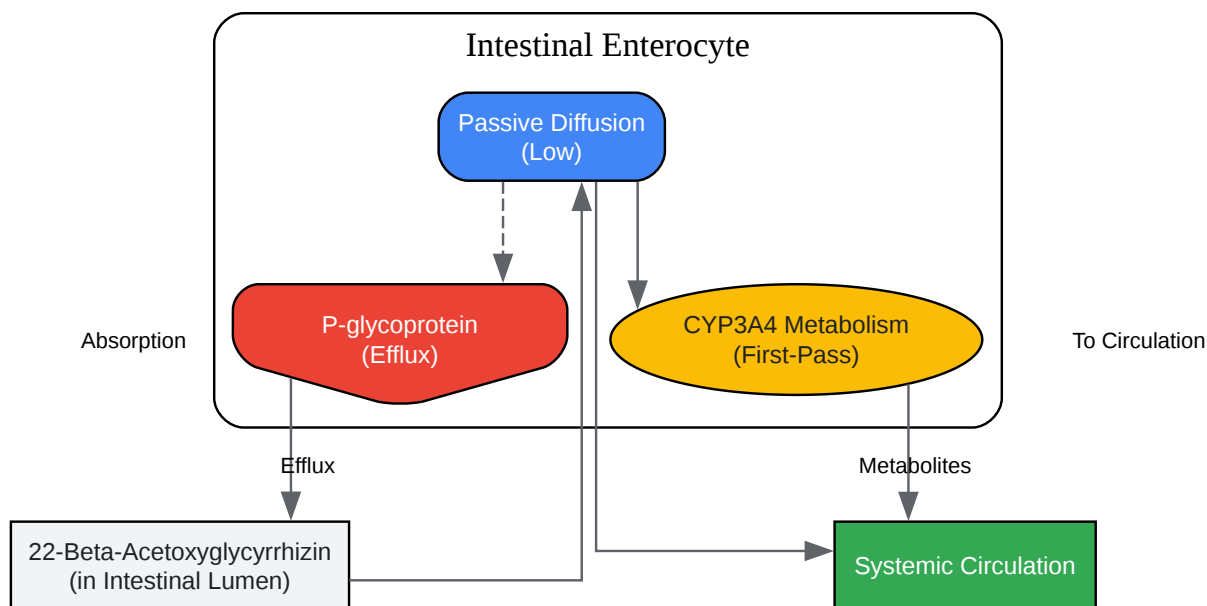 Intestinal Enterocyte
Passive Diffusion
(Low)
P-glycoprotein
(Efflux)
CYP3A4 Metabolism
(First-Pass)
Absorption
To Circulation
Efflux
Metabolites
22-Beta-Acetoxyglycyrrhizin
(in Intestinal Lumen)
Systemic Circulation